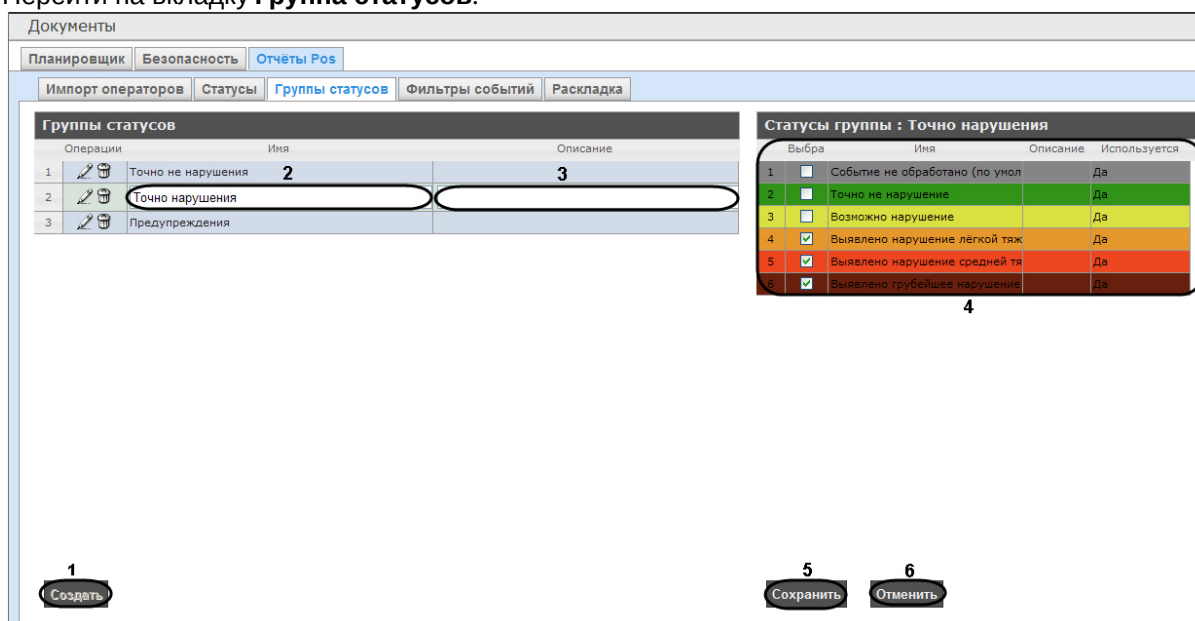 Перейти на вкладку Группа статусов.
Документы
Планировщик Безопасность Отчёты Pos
Импорт операторов Статусы Группы статусов Фильтры событий Раскладка
Группы статусов
Операции Имя Описание
1 Точно не нарушения 2 3
2 Точно нарушения
3 Предупреждения
Статусы группы : Точно нарушения
Выбра Имя Описание Используется
1 Событие не обработано (по умол Да
2 Точно не нарушение Да
3 Возможно нарушение Да
4 Выявлено нарушение лёгкой тяж Да
5 Выявлено нарушение средней тя Да
6 Выявлено грубейшее нарушение Да
4
1 5 6
Создать Сохранить Отменить